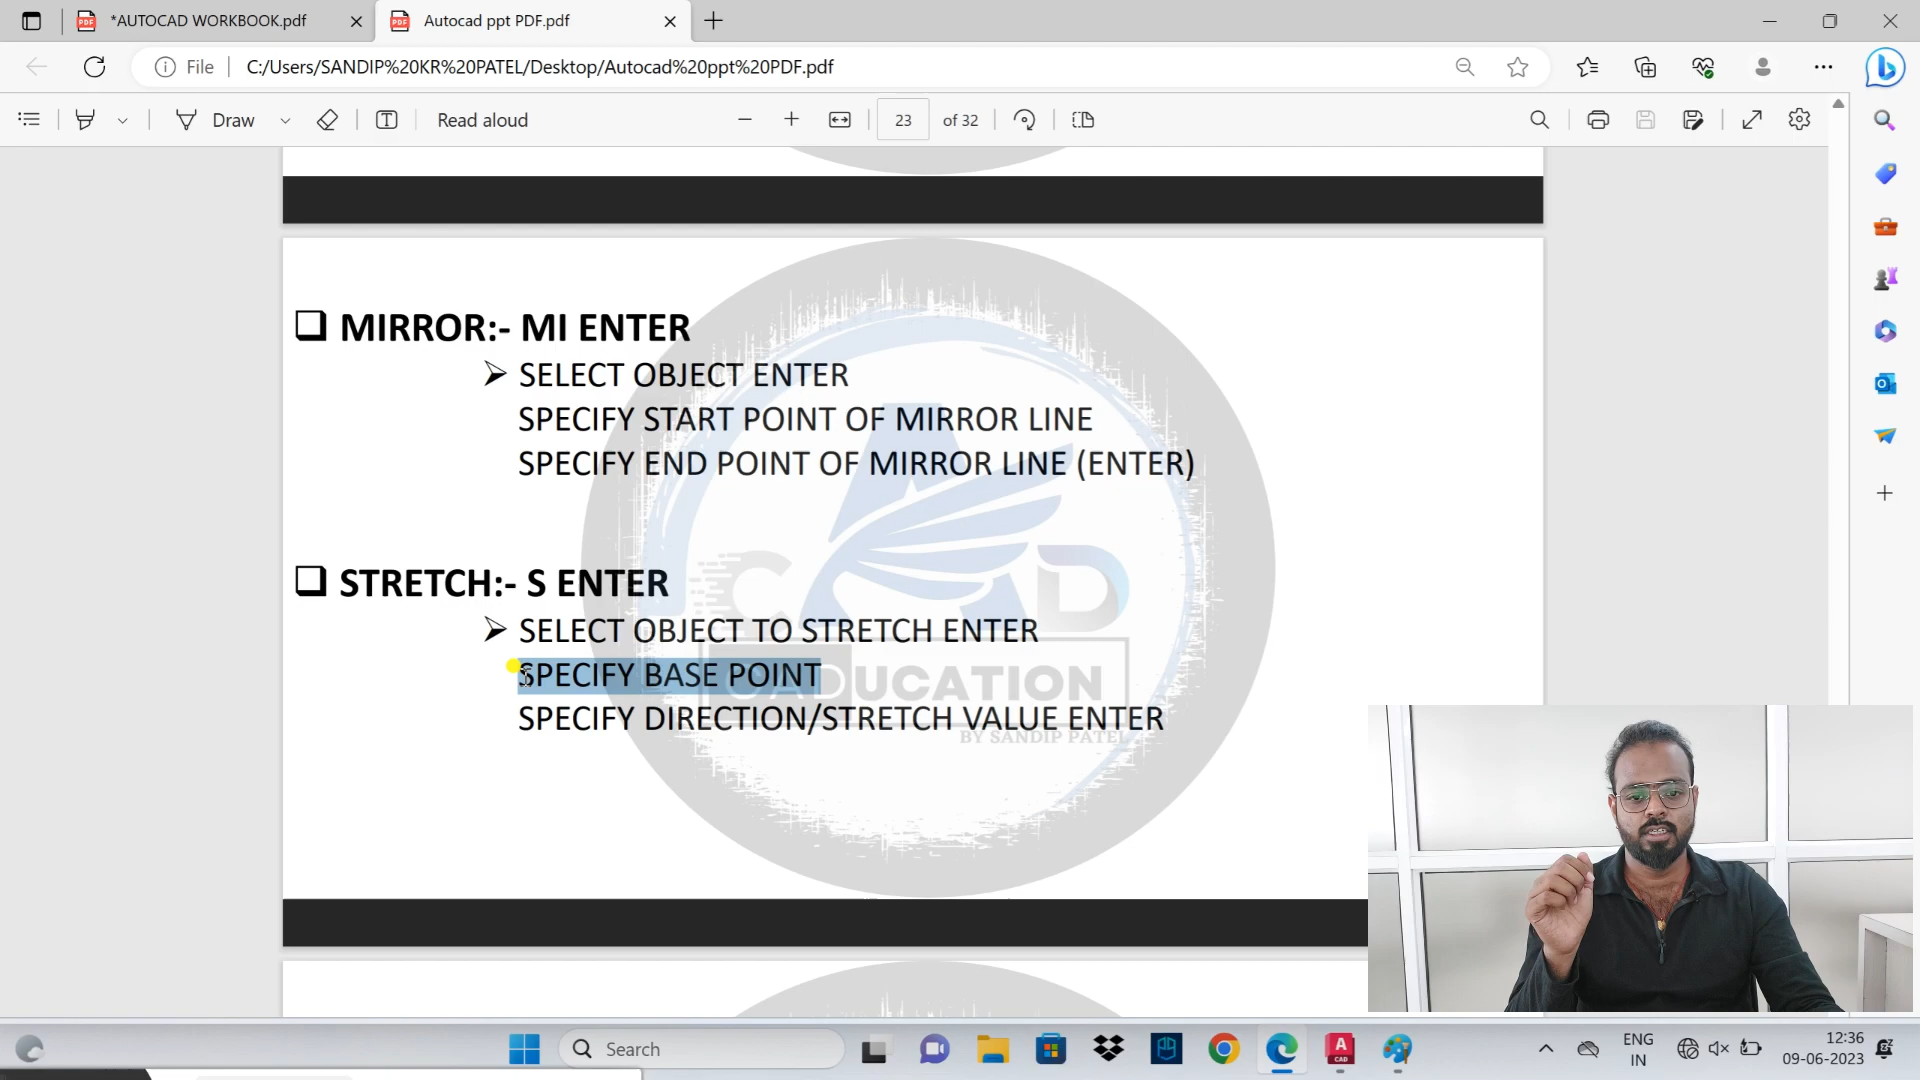 *AUTOCAD WORKBOOK.pdf
Autocad ppt PDF.pdf
File
C:/Users/SANDIP%20KR%20PATEL/Desktop/Autocad%20ppt%20PDF.pdf
Draw
Read aloud
23
of 32
MIRROR:- MI ENTER
SELECT OBJECT ENTER
SPECIFY START POINT OF MIRROR LINE
SPECIFY END POINT OF MIRROR LINE (ENTER)
STRETCH:- S ENTER
SELECT OBJECT TO STRETCH ENTER
SPECIFY BASE POINT
SPECIFY DIRECTION/STRETCH VALUE ENTER
CAD
CADUCATION
BY SANDIP PATEL
Search
ENG
IN
12:36
09-06-2023